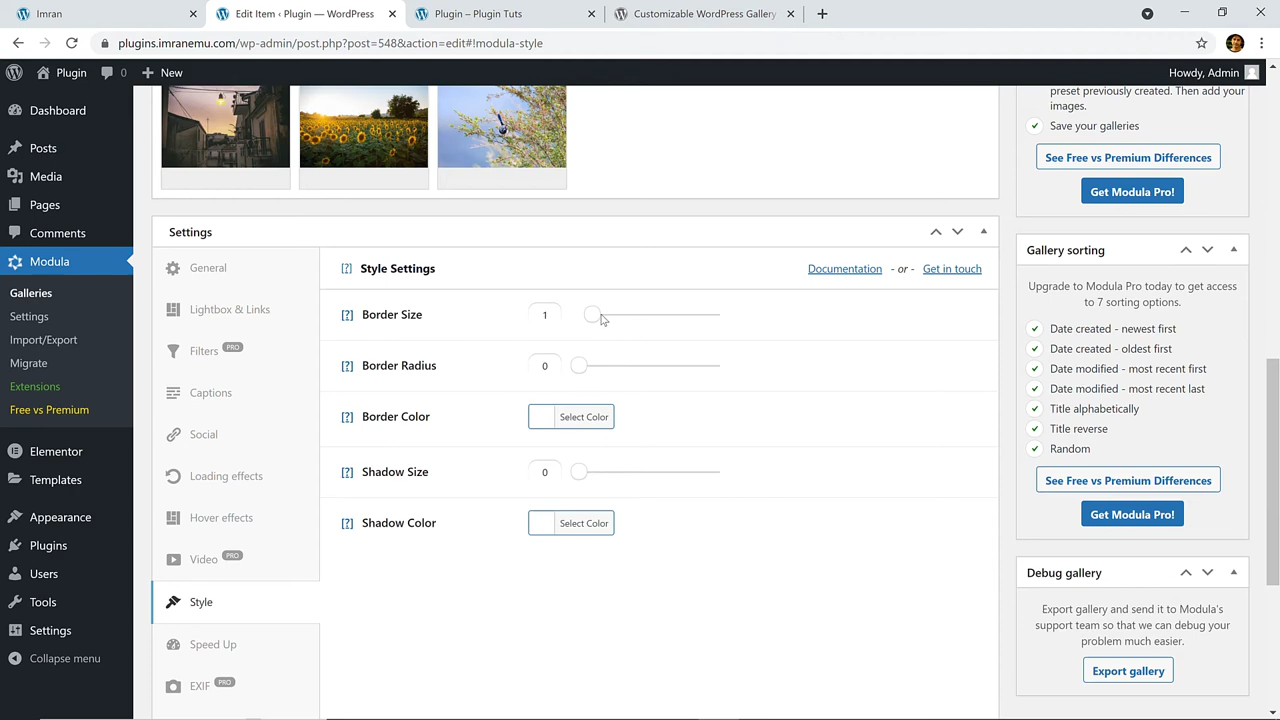 Imran
Edit Item ‹ Plugin — WordPress
Plugin – Plugin Tuts
Customizable WordPress Gallery
plugins.imranemu.com/wp-admin/post.php?post=548&action=edit#!modula-style
Plugin
0
New
Howdy, Admin
Dashboard
Posts
Media
Pages
Comments
Modula
Galleries
Settings
Import/Export
Migrate
Extensions
Free vs Premium
Elementor
Templates
Appearance
Plugins
Users
Tools
Settings
Collapse menu
Settings
General
Lightbox & Links
Filters PRO
Captions
Social
Loading effects
Hover effects
Video PRO
Style
Speed Up
EXIF PRO
[?] Style Settings
Documentation - or - Get in touch
[?] Border Size 1
[?] Border Radius 0
[?] Border Color Select Color
[?] Shadow Size 0
[?] Shadow Color Select Color
preset previously created. Then add your
images.
Save your galleries
See Free vs Premium Differences
Get Modula Pro!
Gallery sorting
Upgrade to Modula Pro today to get access
to 7 sorting options.
Date created - newest first
Date created - oldest first
Date modified - most recent first
Date modified - most recent last
Title alphabetically
Title reverse
Random
See Free vs Premium Differences
Get Modula Pro!
Debug gallery
Export gallery and send it to Modula's
support team so that we can debug your
problem much easier.
Export gallery